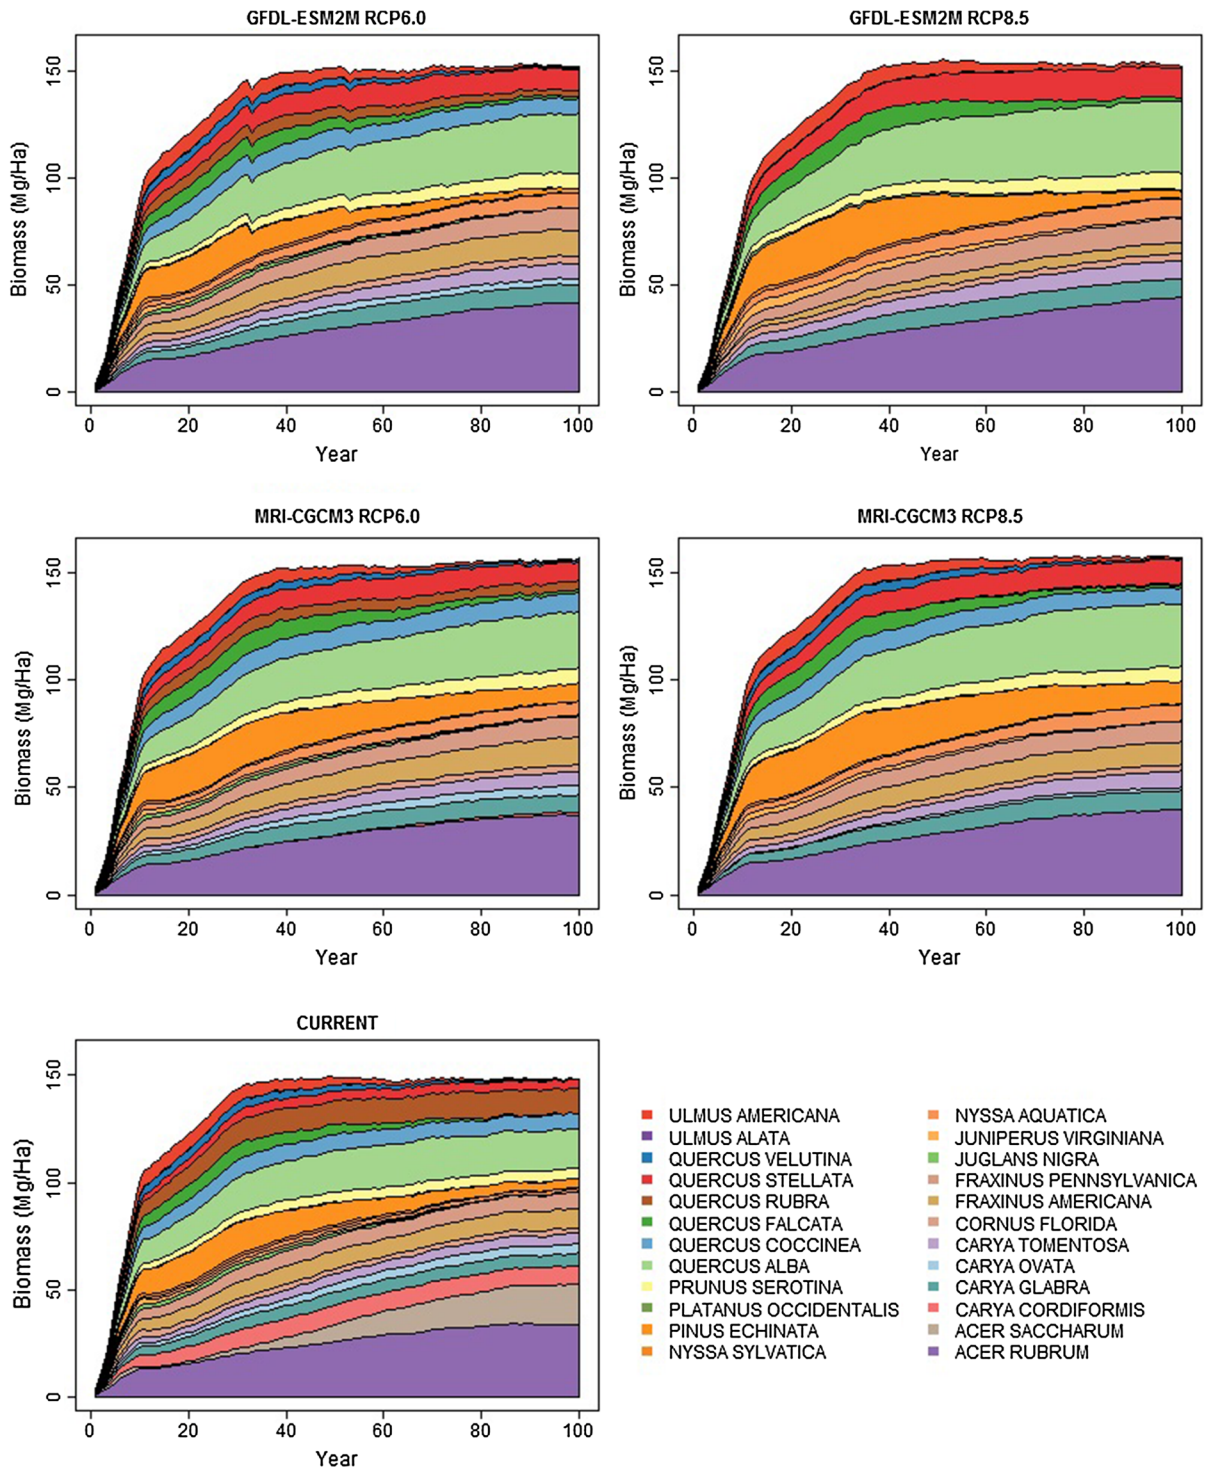 GFDL-ESM2M RCP6.0
Biomass (Mg/Ha)
0
50
100
150
0 20 40 60 80 100
Year
GFDL-ESM2M RCP8.5
Biomass (Mg/Ha)
0
50
100
150
0 20 40 60 80 100
Year
MRI-CGCM3 RCP6.0
Biomass (Mg/Ha)
0
50
100
150
0 20 40 60 80 100
Year
MRI-CGCM3 RCP8.5
Biomass (Mg/Ha)
0
50
100
150
0 20 40 60 80 100
Year
CURRENT
Biomass (Mg/Ha)
0
50
100
150
0 20 40 60 80 100
Year
ULMUS AMERICANA
ULMUS ALATA
QUERCUS VELUTINA
QUERCUS STELLATA
QUERCUS RUBRA
QUERCUS FALCATA
QUERCUS COCCINEA
QUERCUS ALBA
PRUNUS SEROTINA
PLATANUS OCCIDENTALIS
PINUS ECHINATA
NYSSA SYLVATICA
NYSSA AQUATICA
JUNIPERUS VIRGINIANA
JUGLANS NIGRA
FRAXINUS PENNSYLVANICA
FRAXINUS AMERICANA
CORNUS FLORIDA
CARYA TOMENTOSA
CARYA OVATA
CARYA GLABRA
CARYA CORDIFORMIS
ACER SACCHARUM
ACER RUBRUM